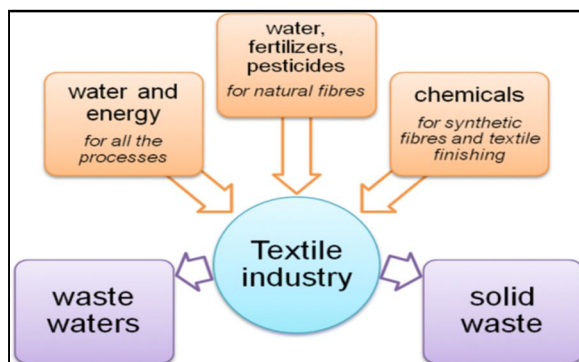 water and
energy
for all the
processes
water,
fertilizers,
pesticides
for natural fibres
chemicals
for synthetic
fibres and textile
finishing
Textile
industry
waste
waters
solid
waste